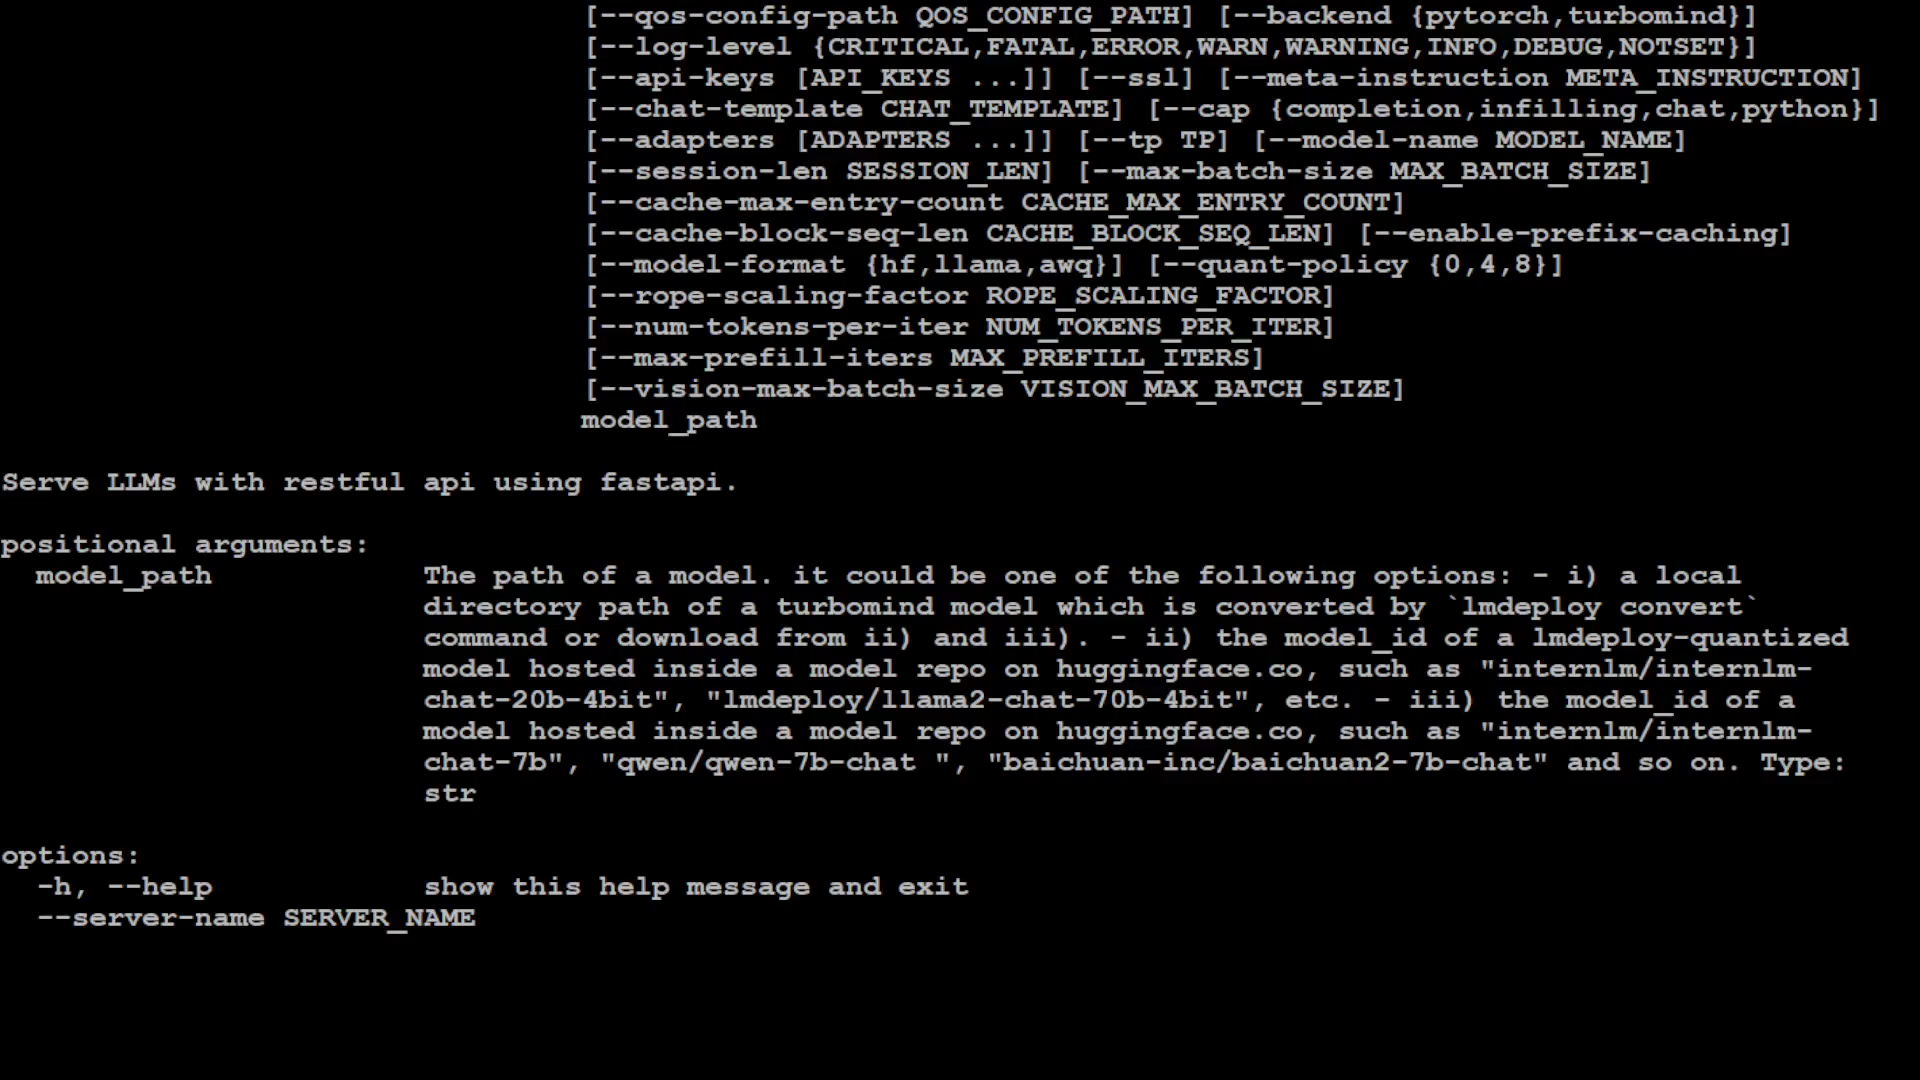 [--qos-config-path QOS_CONFIG_PATH] [--backend {pytorch,turbomind}]
[--log-level {CRITICAL,FATAL,ERROR,WARN,WARNING,INFO,DEBUG,NOTSET}]
[--api-keys [API_KEYS ...]] [--ssl] [--meta-instruction META_INSTRUCTION]
[--chat-template CHAT_TEMPLATE] [--cap {completion,infilling,chat,python}]
[--adapters [ADAPTERS ...]] [--tp TP] [--model-name MODEL_NAME]
[--session-len SESSION_LEN] [--max-batch-size MAX_BATCH_SIZE]
[--cache-max-entry-count CACHE_MAX_ENTRY_COUNT]
[--cache-block-seq-len CACHE_BLOCK_SEQ_LEN] [--enable-prefix-caching]
[--model-format {hf,llama,awq}] [--quant-policy {0,4,8}]
[--rope-scaling-factor ROPE_SCALING_FACTOR]
[--num-tokens-per-iter NUM_TOKENS_PER_ITER]
[--max-prefill-iters MAX_PREFILL_ITERS]
[--vision-max-batch-size VISION_MAX_BATCH_SIZE]
model_path
Serve LLMs with restful api using fastapi.
positional arguments:
model_path The path of a model. it could be one of the following options: - i) a local
directory path of a turbomind model which is converted by `lmdeploy convert`
command or download from ii) and iii). - ii) the model_id of a lmdeploy-quantized
model hosted inside a model repo on huggingface.co, such as "internlm/internlm-
chat-20b-4bit", "lmdeploy/llama2-chat-70b-4bit", etc. - iii) the model_id of a
model hosted inside a model repo on huggingface.co, such as "internlm/internlm-
chat-7b", "qwen/qwen-7b-chat ", "baichuan-inc/baichuan2-7b-chat" and so on. Type:
str
options:
-h, --help show this help message and exit
--server-name SERVER_NAME